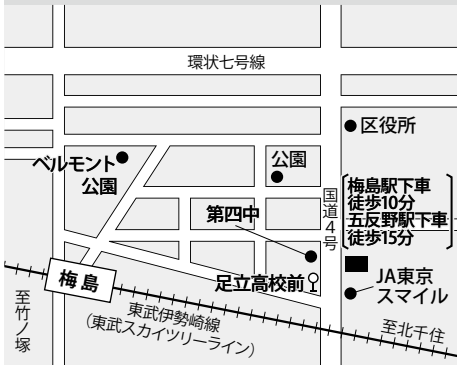 環状七号線
区役所
ベルモント
公園
公園
国道4号
梅島駅下車
徒歩10分
五反野駅下車
徒歩15分
第四中
足立高校前
JA東京
スマイル
梅島
至竹ノ塚
東武伊勢崎線
(東武スカイツリーライン)
至北千住